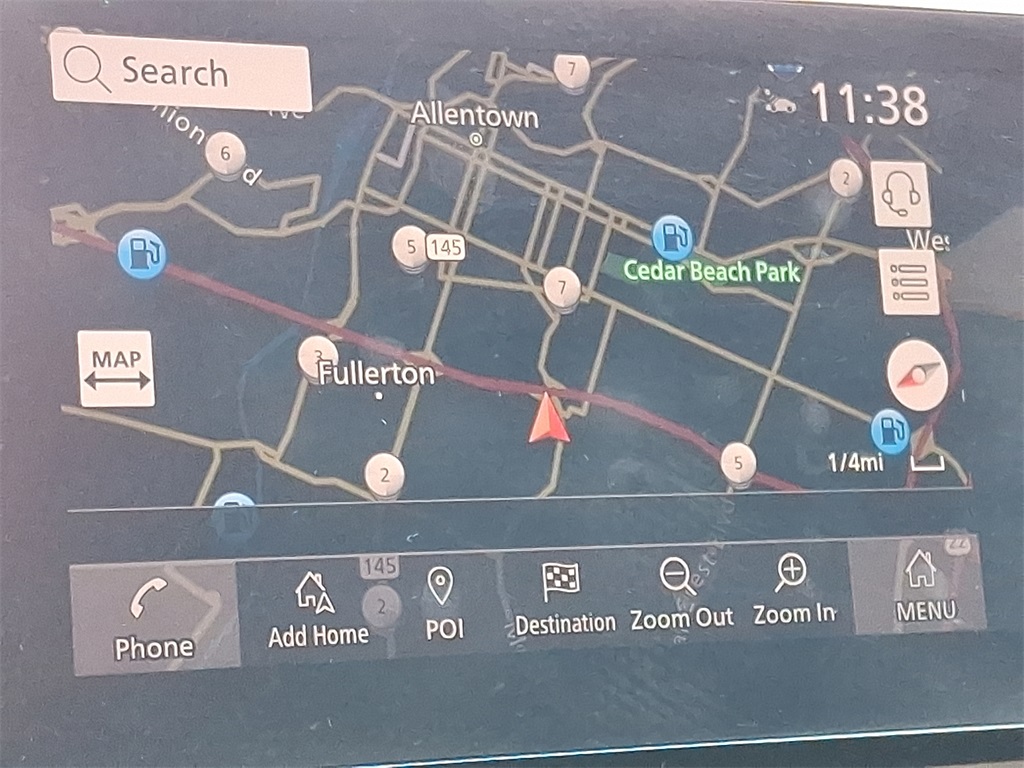 Search
7
Allentown
11:38
6
d
2
5
145
Wes
Cedar Beach Park
7
MAP
3
Fullerton
2
5
1/4mi
145
2
22
Phone
Add Home
POI
Destination
Zoom Out
Zoom In
MENU